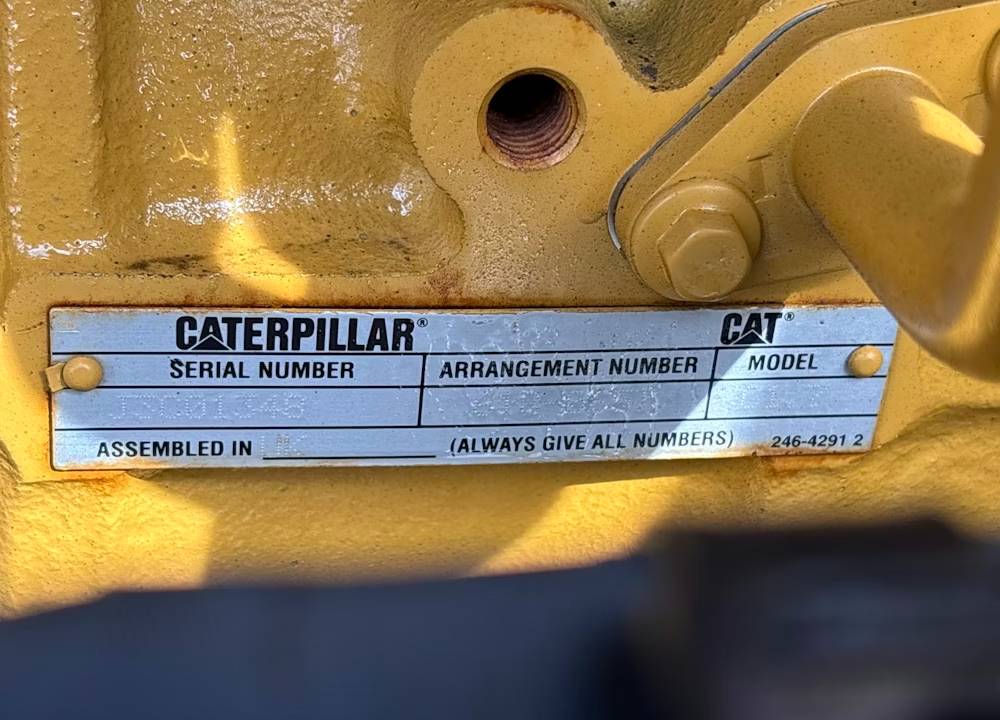 CATERPILLAR® CAT®
SERIAL NUMBER ARRANGEMENT NUMBER MODEL
ASSEMBLED IN (ALWAYS GIVE ALL NUMBERS) 246-4291 2